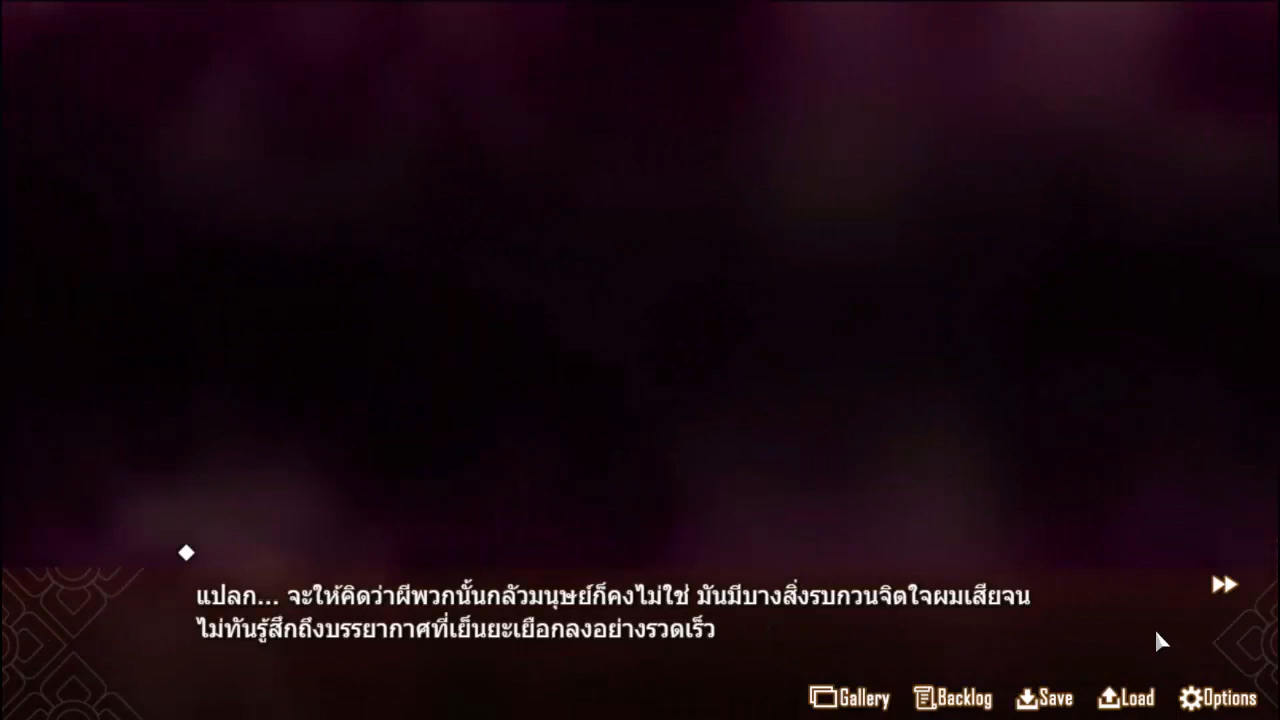 แปลก... จะให้คิดว่าผีพวกนั้นกลัวมนุษย์ก็คงไม่ใช่ มันมีบางสิ่งรบกวนจิตใจผมเสียจน
ไม่ทันรู้สึกถึงบรรยากาศที่เย็นยะเยือกลงอย่างรวดเร็ว
Gallery Backlog Save Load Options